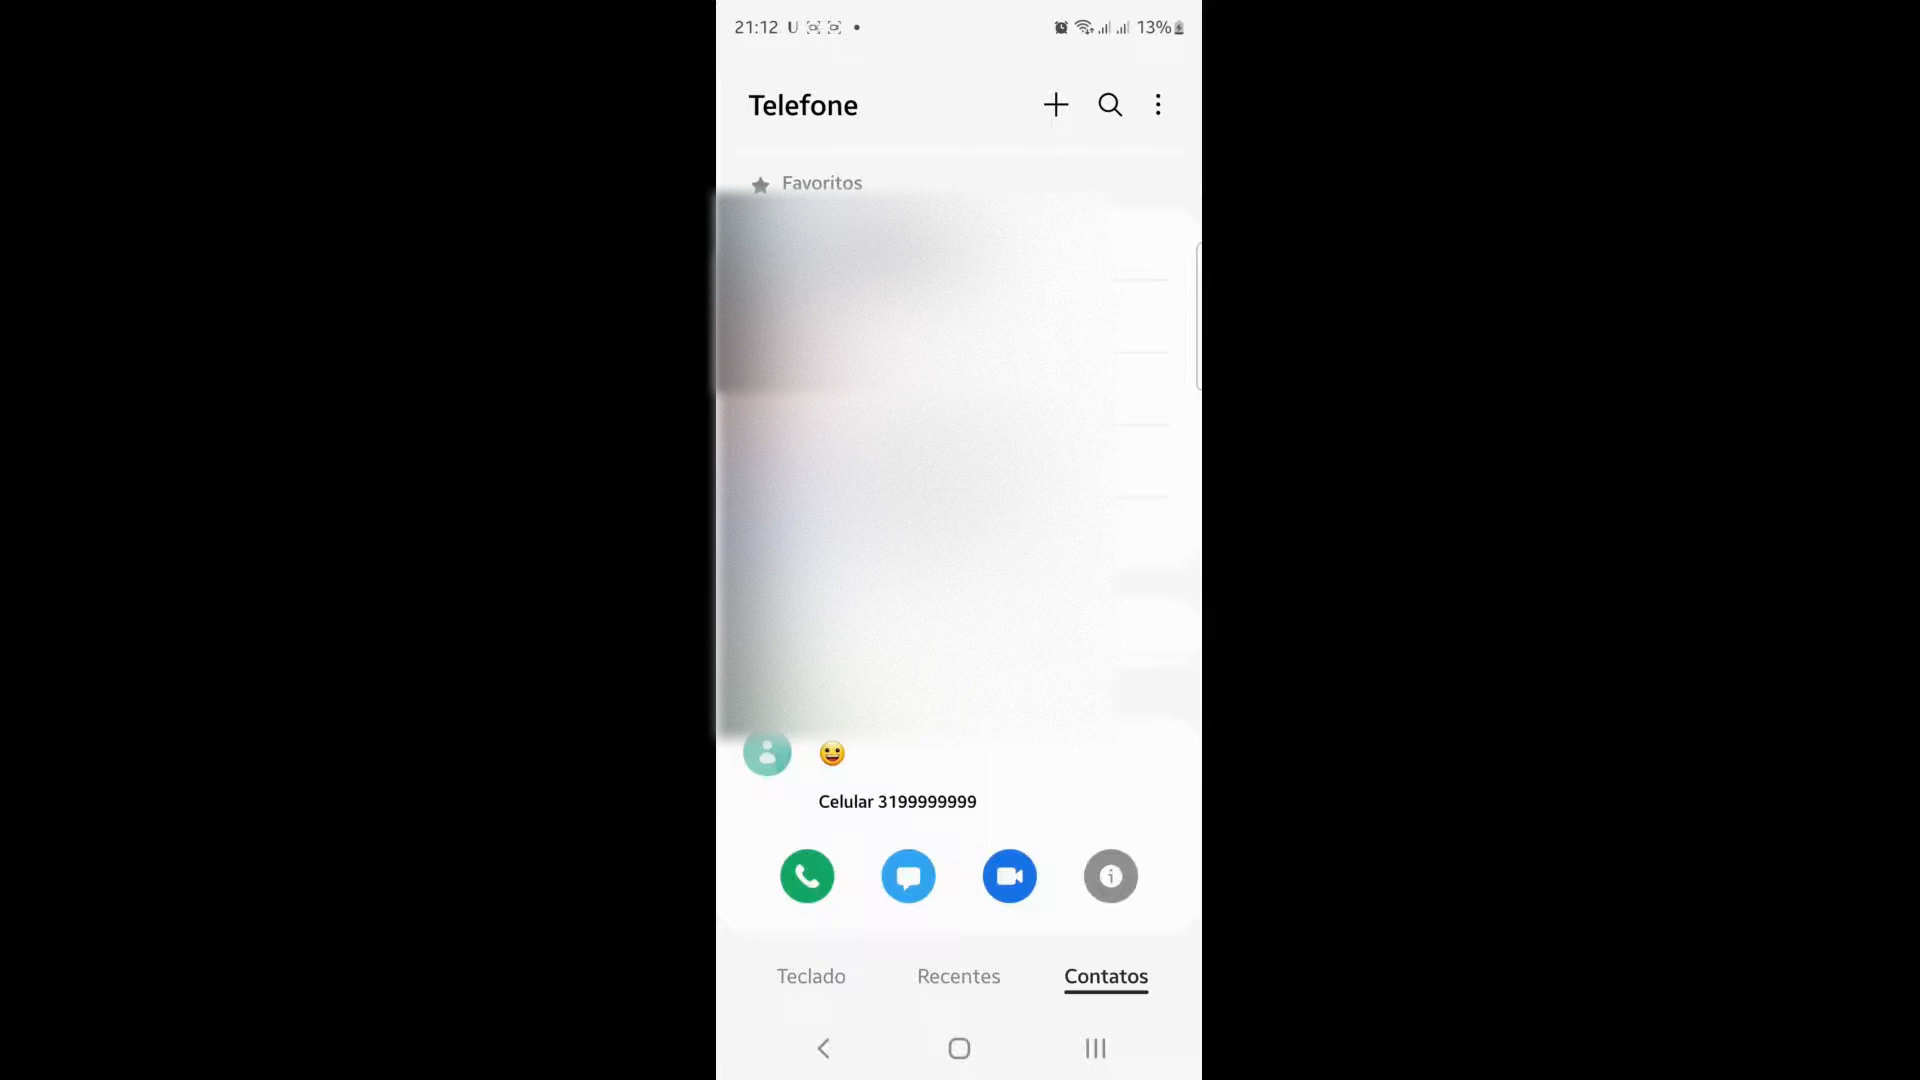 21:12
13%
Telefone
Favoritos
😀
Celular 3199999999
Teclado
Recentes
Contatos